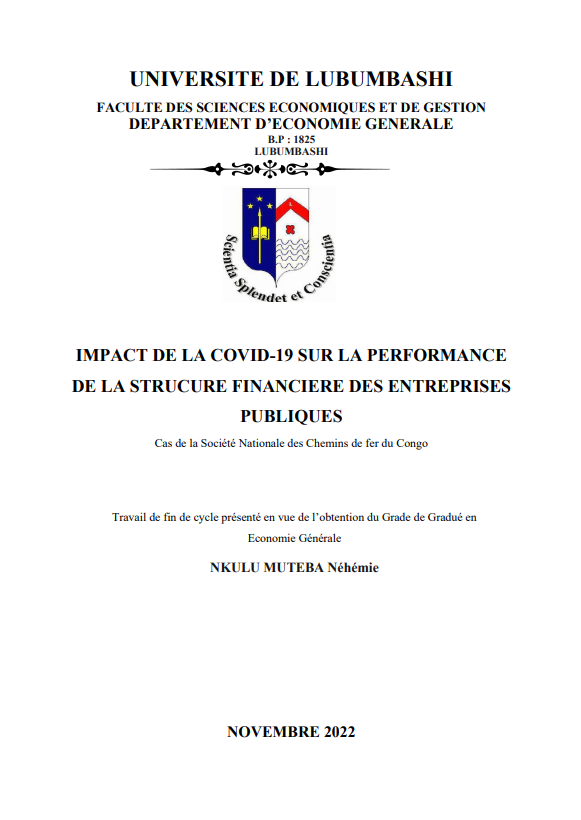 UNIVERSITE DE LUBUMBASHI
FACULTE DES SCIENCES ECONOMIQUES ET DE GESTION
DEPARTEMENT D’ECONOMIE GENERALE
B.P : 1825
LUBUMBASHI
Scientia Splendet et Conscientia
IMPACT DE LA COVID-19 SUR LA PERFORMANCE
DE LA STRUCURE FINANCIERE DES ENTREPRISES
PUBLIQUES
Cas de la Société Nationale des Chemins de fer du Congo
Travail de fin de cycle présenté en vue de l’obtention du Grade de Gradué en
Economie Générale
NKULU MUTEBA Néhémie
NOVEMBRE 2022